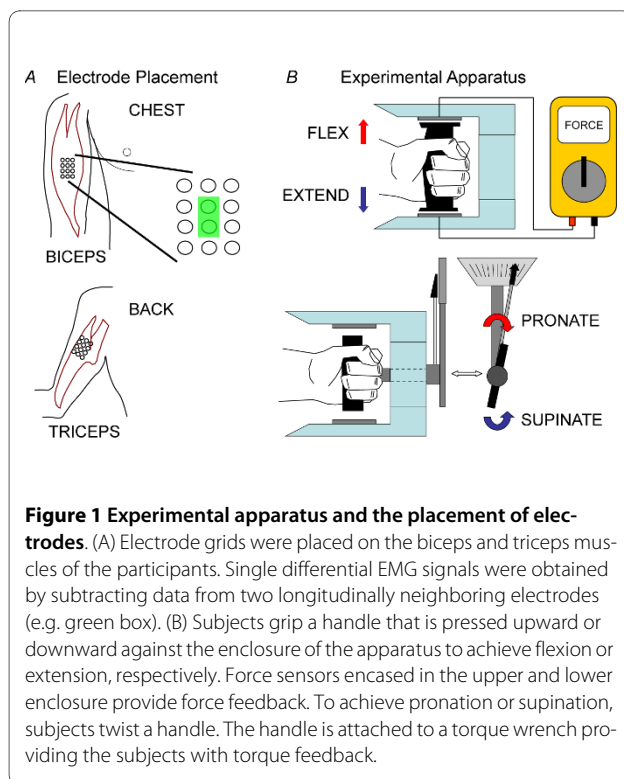 A Electrode Placement
CHEST
BICEPS
BACK
TRICEPS
B Experimental Apparatus
FLEX
EXTEND
FORCE
PRONATE
SUPINATE
Figure 1 Experimental apparatus and the placement of elec-
trodes. (A) Electrode grids were placed on the biceps and triceps mus-
cles of the participants. Single differential EMG signals were obtained
by subtracting data from two longitudinally neighboring electrodes
(e.g. green box). (B) Subjects grip a handle that is pressed upward or
downward against the enclosure of the apparatus to achieve flexion or
extension, respectively. Force sensors encased in the upper and lower
enclosure provide force feedback. To achieve pronation or supination,
subjects twist a handle. The handle is attached to a torque wrench pro-
viding the subjects with torque feedback.